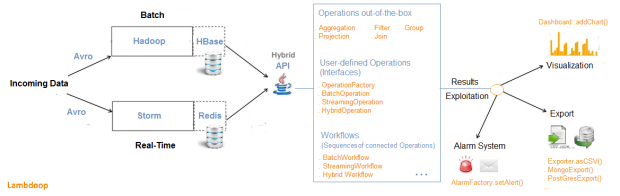 Batch
Hadoop
HBase
Avro
Incoming Data
Avro
Storm
Redis
Real-Time
Hybrid
API
Operations out-of-the-box
Aggregation Filter Group
Projection Join
User-defined Operations
(Interfaces)
. OperationFactory
. BatchOperation
. StreamingOperation
. HybridOperation
Workflows
(Sequences of connected Operations)
. BatchWorkflow
. StreamingWorkflow
. Hybrid Workflow
...
Results
Exploitation
Dashboard: addChart()
Visualization
Export
. Exporter.asCSV()
. MongoExport()
. PostGresExport()
Alarm System
AlarmFactory.setAlert()
Lambdoop